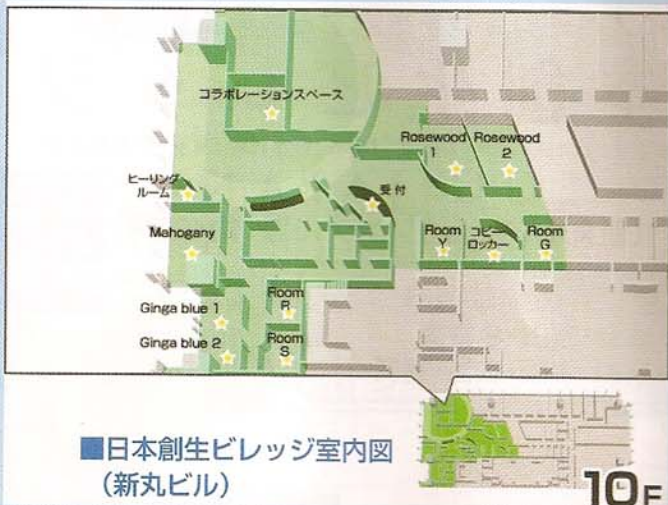 コラボレーションスペース
Rosewood
1
Rosewood
2
ヒーリング
ルーム
受付
Mahogany
Room
Y
コピー
ロッカー
Room
G
Ginga blue 1
Room
R
Ginga blue 2
Room
S
■日本創生ビレッジ室内図
(新丸ビル)
10F